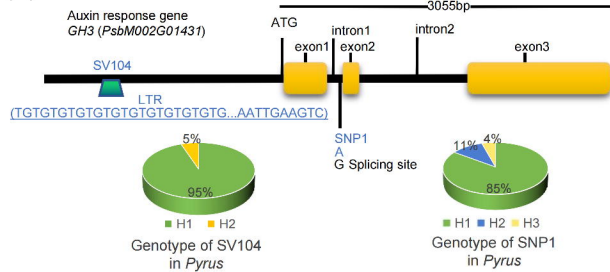 Auxin response gene
GH3 (PsbM002G01431)
3055bp
ATG
intron1
intron2
exon1
exon2
exon3
SV104
LTR
(TGTGTGTGTGTGTGTGTGTGTG...AATTGAAGTC)
SNP1
A
G Splicing site
5%
95%
H1 H2
Genotype of SV104
in Pyrus
11%
4%
85%
H1 H2 H3
Genotype of SNP1
in Pyrus